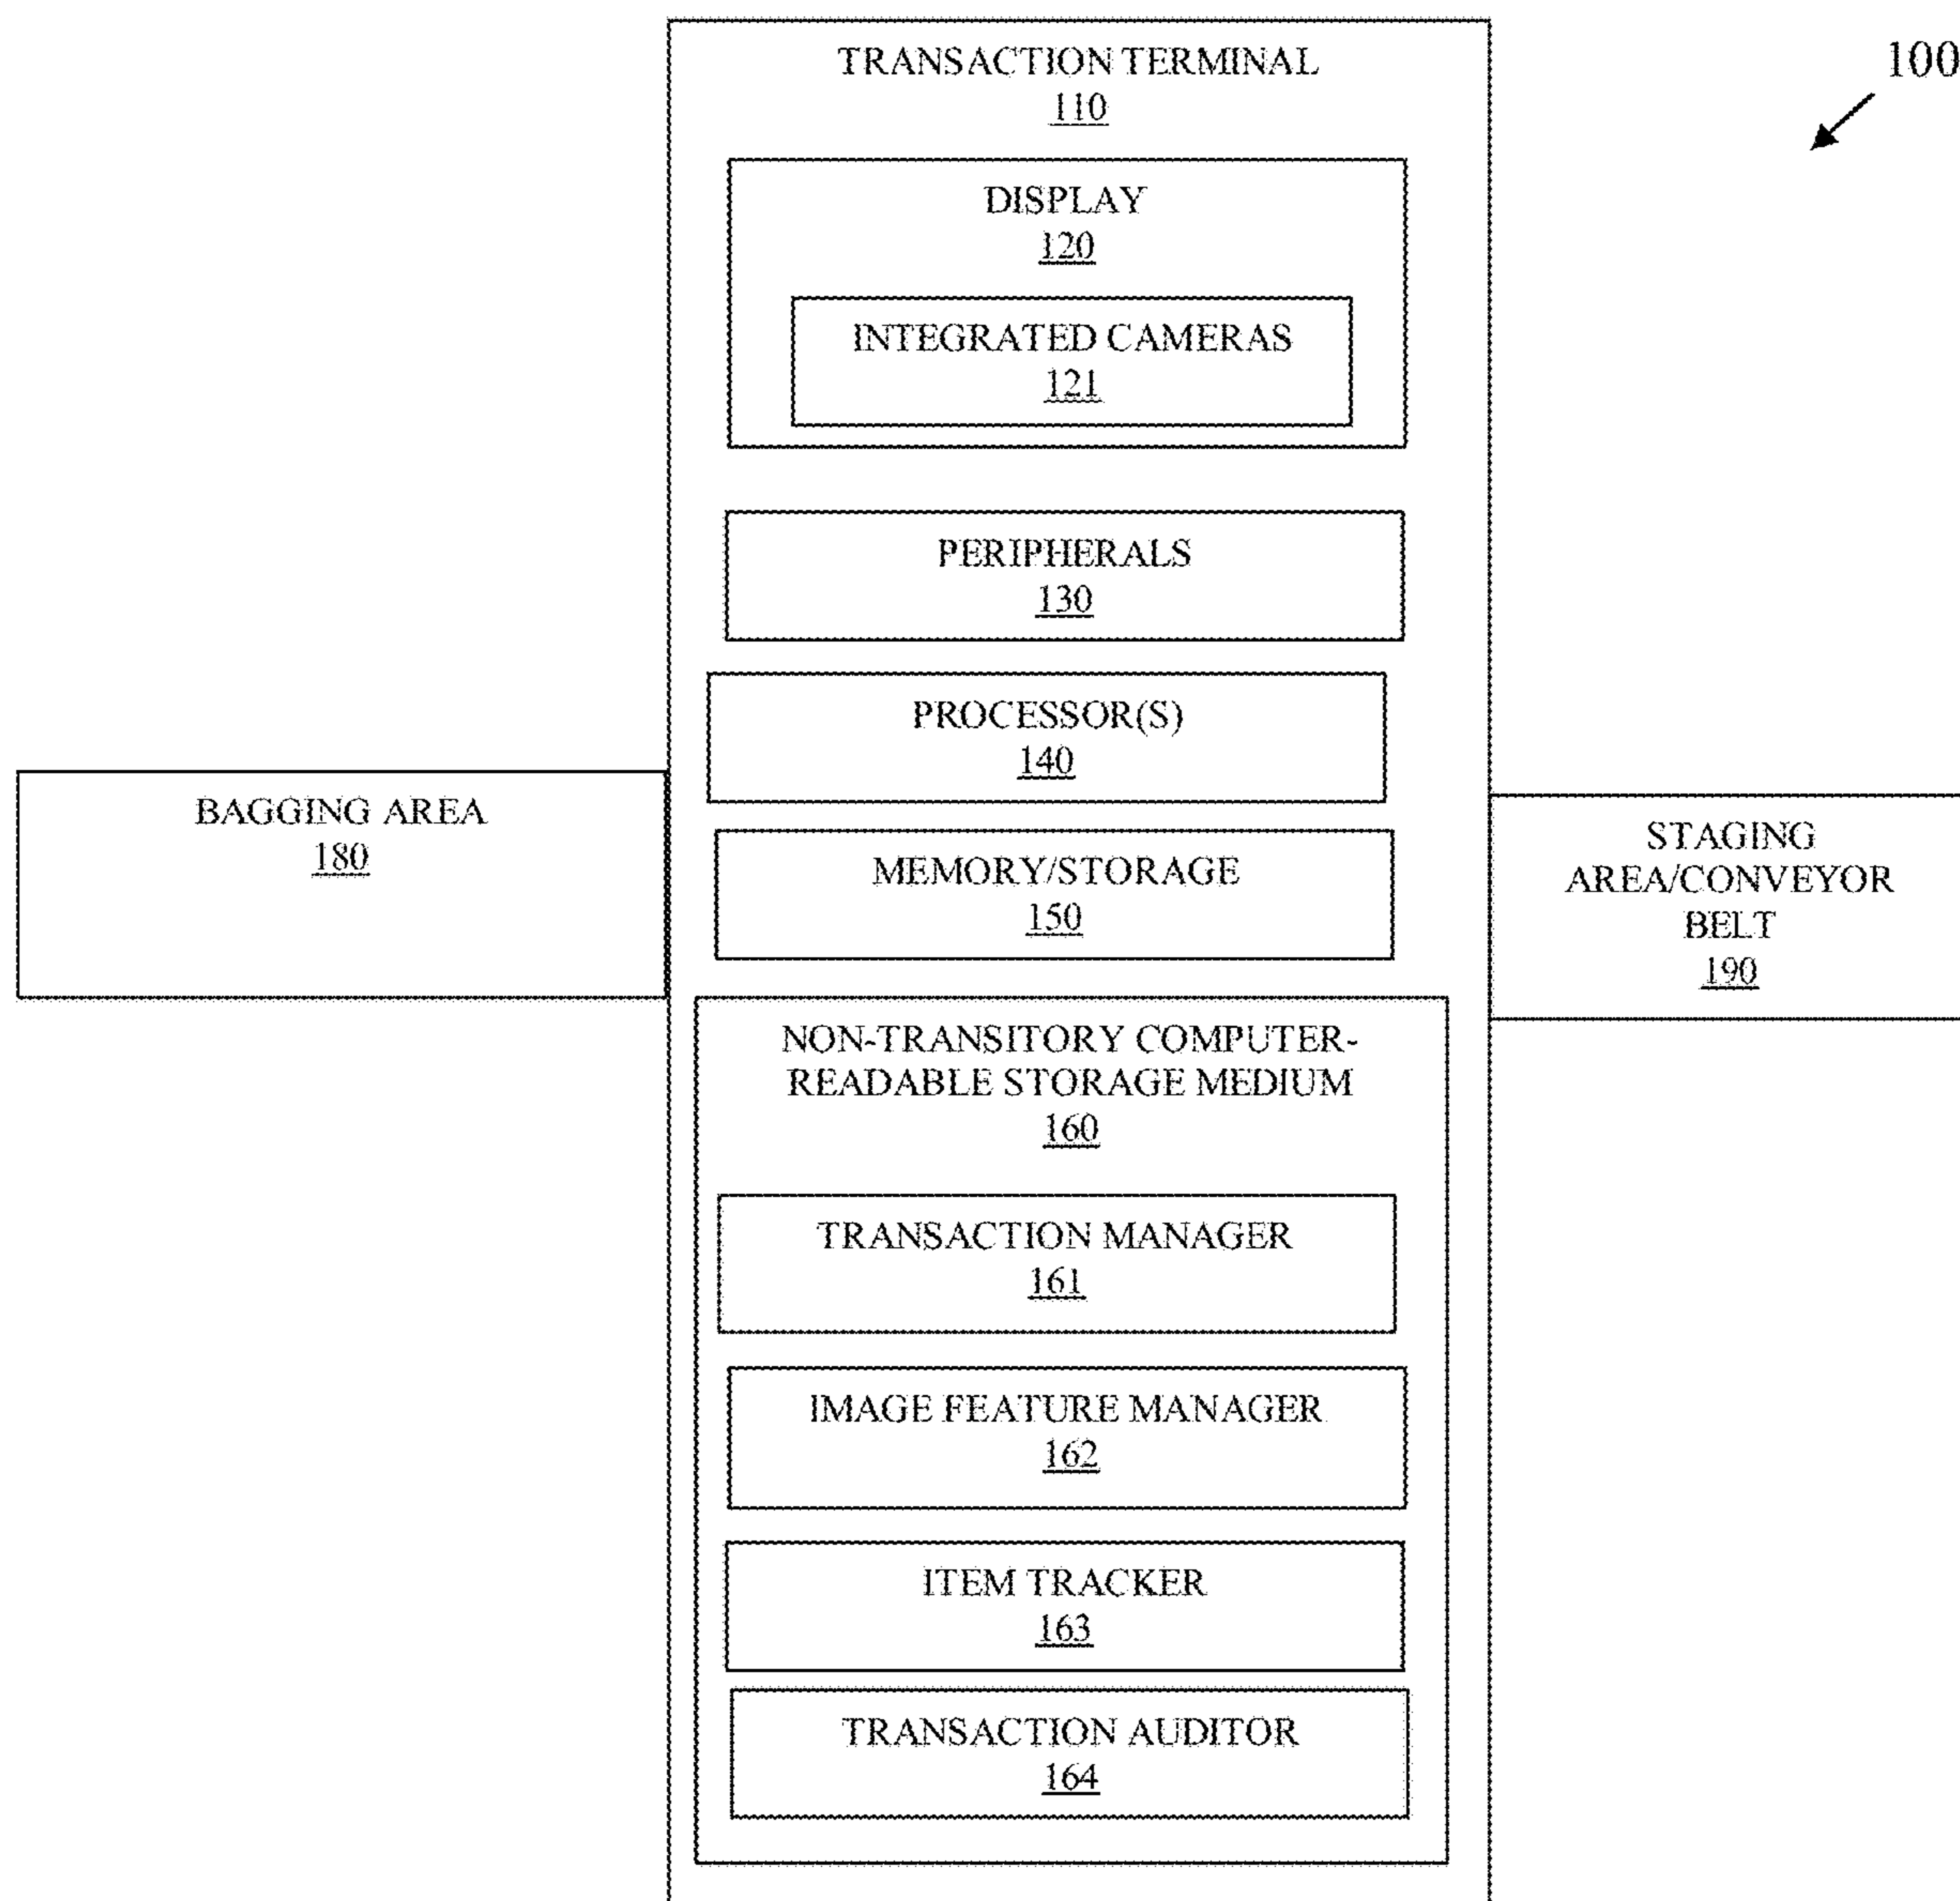 TRANSACTION TERMINAL
110
100
DISPLAY
120
INTEGRATED CAMERAS
121
PERIPHERALS
130
PROCESSOR(S)
140
BAGGING AREA
180
MEMORY/STORAGE
150
STAGING
AREA/CONVEYOR
BELT
190
NON-TRANSITORY COMPUTER-
READABLE STORAGE MEDIUM
160
TRANSACTION MANAGER
161
IMAGE FEATURE MANAGER
162
ITEM TRACKER
163
TRANSACTION AUDITOR
164